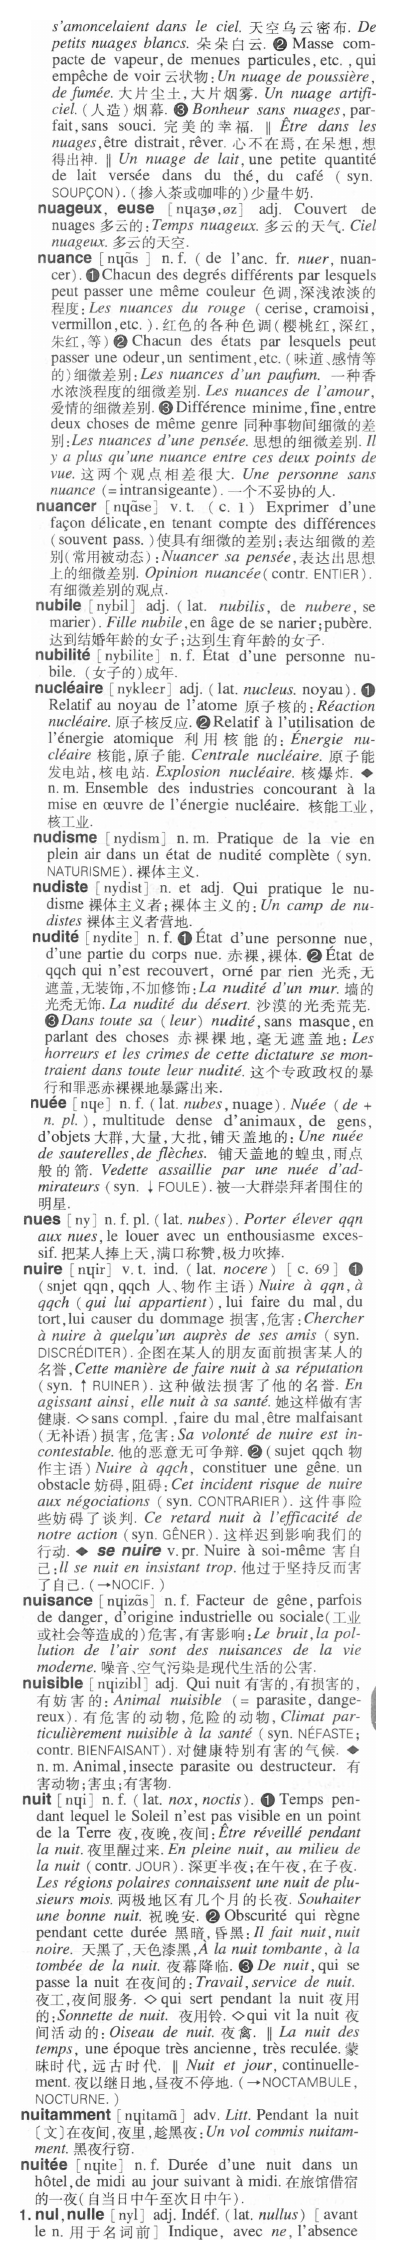 s'amoncelaient dans le ciel. 天空乌云密布. De
petits nuages blancs. 朵朵白云. ❷ Masse com-
pacte de vapeur, de menues particules, etc. , qui
empêche de voir 云状物: Un nuage de poussière,
de fumée. 大片尘土,大片烟雾. Un nuage artifi-
ciel. (人造) 烟幕. ❸ Bonheur sans nuages, par-
fait, sans souci. 完美的幸福. ‖ Être dans les
nuages, être distrait, rêver. 心不在焉,在呆想,想
得出神. ‖ Un nuage de lait, une petite quantité
de lait versée dans du thé, du café ( syn.
SOUPÇON). (掺入茶或咖啡的)少量牛奶.
nuageux, euse [nɥaʒø,øz] adj. Couvert de
nuages 多云的: Temps nuageux. 多云的天气. Ciel
nuageux. 多云的天空.
nuance [nɥãs ] n. f. ( de l'anc. fr. nuer, nuan-
cer). ❶Chacun des degrés différents par lesquels
peut passer une même couleur 色调,深浅浓淡的
程度: Les nuances du rouge ( cerise, cramoisi,
vermillon, etc. ). 红色的各种色调(樱桃红,深红,
朱红,等) ❷ Chacun des états par lesquels peut
passer une odeur, un sentiment, etc. (味道、感情等
的)细微差别: Les nuances d'un paufum. 一种香
水浓淡程度的细微差别. Les nuances de l'amour,
爱情的细微差别. ❸Différence minime, fine, entre
deux choses de même genre 同种事物间细微的差
别: Les nuances d'une pensée. 思想的细微差别. Il
y a plus qu'une nuance entre ces deux points de
vue. 这两个观点相差很大. Une personne sans
nuance (= intransigeante). 一个不妥协的人.
nuancer [nɥãse] v. t. ( c. 1) Exprimer d'une
façon délicate, en tenant compte des différences
( souvent pass. )使具有细微的差别;表达细微的差
别(常用被动态): Nuancer sa pensée, 表达出思想
上的细微差别. Opinion nuancée ( contr. ENTIER).
有细微差别的观点.
nubile [nybil] adj. ( lat. nubilis, de nubere, se
marier). Fille nubile, en âge de se narier; pubère.
达到结婚年龄的女子;达到生育年龄的女子.
nubilité [nybilite] n. f. État d'une personne nu-
bile. (女子的)成年.
nucléaire [nykleer] adj. ( lat. nucleus. noyau). ❶
Relatif au noyau de l'atome 原子核的: Réaction
nucléaire. 原子核反应. ❷Relatif à l'utilisation de
l'énergie atomique 利用核能的: Énergie nu-
cléaire 核能,原子能. Centrale nucléaire. 原子能
发电站,核电站. Explosion nucléaire. 核爆炸. ◆
n. m. Ensemble des industries concourant à la
mise en œuvre de l'énergie nucléaire. 核能工业,
核工业.
nudisme [nydism] n. m. Pratique de la vie en
plein air dans un état de nudité complète ( syn.
NATURISME). 裸体主义.
nudiste [nydist] n. et adj. Qui pratique le nu-
disme 裸体主义者;裸体主义的: Un camp de nu-
distes 裸体主义者营地.
nudité [nydite] n. f. ❶ État d'une personne nue,
d'une partie du corps nue. 赤裸,裸体. ❷ État de
qqch qui n'est recouvert, orné par rien 光秃,无
遮盖,无装饰,不加修饰: La nudité d'un mur. 墙的
光秃无饰. La nudité du désert. 沙漠的光秃荒芜.
❸Dans toute sa ( leur) nudité, sans masque, en
parlant des choses 赤裸裸地,毫无遮盖地: Les
horreurs et les crimes de cette dictature se mon-
traient dans toute leur nudité. 这个专政政权的暴
行和罪恶赤裸裸地暴露出来.
nuée [nɥe] n. f. ( lat. nubes, nuage). Nuée ( de +
n. pl. ), multitude dense d'animaux, de gens,
d'objets 大群,大量,大批,铺天盖地的: Une nuée
de sauterelles, de flèches. 铺天盖地的蝗虫,雨点
般的箭. Vedette assaillie par une nuée d'ad-
mirateurs ( syn. ↓ FOULE). 被一大群崇拜者围住的
明星.
nues [ny] n. f. pl. ( lat. nubes). Porter élever qqn
aux nues, le louer avec un enthousiasme exces-
sif. 把某人捧上天,满口称赞,极力吹捧.
nuire [nɥir] v. t. ind. ( lat. nocere) [ c. 69 ] ❶
( snjet qqn, qqch 人、物作主语) Nuire à qqn, à
qqch ( qui lui appartient), lui faire du mal, du
tort, lui causer du dommage 损害,危害: Chercher
à nuire à quelqu'un auprès de ses amis ( syn.
DISCRÉDITER). 企图在某人的朋友面前损害某人的
名誉, Cette manière de faire nuit à sa réputation
( syn. ↑ RUINER). 这种做法损害了他的名誉. En
agissant ainsi, elle nuit à sa santé. 她这样做有害
健康. ◇sans compl. , faire du mal, être malfaisant
(无补语)损害,危害: Sa volonté de nuire est in-
contestable. 他的恶意无可争辩. ❷( sujet qqch 物
作主语) Nuire à qqch, constituer une gêne. un
obstacle 妨碍,阻碍: Cet incident risque de nuire
aux négociations ( syn. CONTRARIER). 这件事险
些妨碍了谈判. Ce retard nuit à l'efficacité de
notre action ( syn. GÊNER). 这样迟到影响我们的
行动. ◆ se nuire v. pr. Nuire à soi-même 害自
己: Il se nuit en insistant trop. 他过于坚持反而害
了自己. (→NOCIF. )
nuisance [nɥizãs] n. f. Facteur de gêne, parfois
de danger, d'origine industrielle ou sociale(工业
或社会等造成的)危害,有害影响: Le bruit, la pol-
lution de l'air sont des nuisances de la vie
moderne. 噪音、空气污染是现代生活的公害.
nuisible [nɥizibl] adj. Qui nuit 有害的,有损害的,
有妨害的: Animal nuisible (= parasite, dange-
reux). 有危害的动物,危险的动物, Climat par-
ticulièrement nuisible à la santé ( syn. NÉFASTE;
contr. BIENFAISANT). 对健康特别有害的气候. ◆
n. m. Animal, insecte parasite ou destructeur. 有
害动物;害虫;有害物.
nuit [nɥi] n. f. ( lat. nox, noctis). ❶ Temps pen-
dant lequel le Soleil n'est pas visible en un point
de la Terre 夜,夜晚,夜间: Être réveillé pendant
la nuit. 夜里醒过来. En pleine nuit, au milieu de
la nuit ( contr. JOUR). 深更半夜;在午夜,在子夜.
Les régions polaires connaissent une nuit de plu-
sieurs mois. 两极地区有几个月的长夜. Souhaiter
une bonne nuit. 祝晚安. ❷ Obscurité qui règne
pendant cette durée 黑暗,昏黑: Il fait nuit, nuit
noire. 天黑了,天色漆黑, À la nuit tombante, à la
tombée de la nuit. 夜幕降临. ❸ De nuit, qui se
passe la nuit 在夜间的: Travail, service de nuit.
夜工,夜间服务. ◇qui sert pendant la nuit 夜用
的: Sonnette de nuit. 夜用铃. ◇qui vit la nuit 夜
间活动的: Oiseau de nuit. 夜禽. ‖ La nuit des
temps, une époque très ancienne, très reculée. 蒙
昧时代,远古时代. ‖ Nuit et jour, continuelle-
ment. 夜以继日地,昼夜不停地. (→NOCTAMBULE,
NOCTURNE. )
nuitamment [nɥitamã] adv. Litt. Pendant la nuit
〔文〕在夜间,夜里,趁黑夜: Un vol commis nuitam-
ment. 黑夜行窃.
nuitée [nɥite] n. f. Durée d'une nuit dans un
hôtel, de midi au jour suivant à midi. 在旅馆借宿
的一夜(自当日中午至次日中午).
1. nul, nulle [nyl] adj. Indéf. ( lat. nullus) [ avant
le n. 用于名词前] Indique, avec ne, l'absence